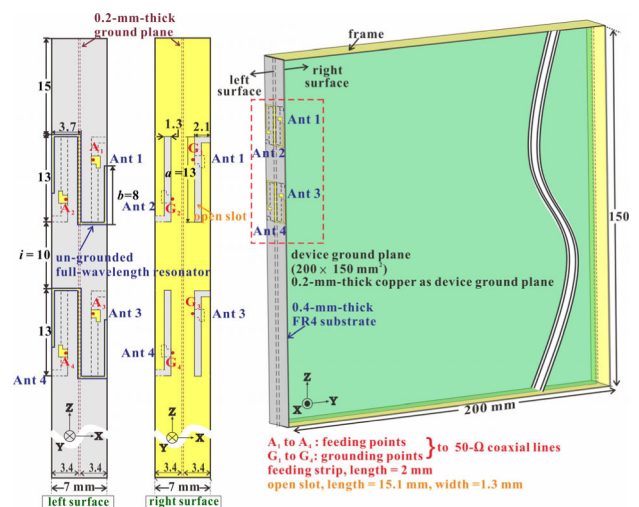 0.2-mm-thick
ground plane
frame
left
surface
right
surface
15
3.7
A1
Ant 1
13
b=8
A2
i = 10
un-grounded
full-wavelength resonator
A3
Ant 3
13
A4
Ant 4
Z
Y
X
3.4
3.4
7 mm
left surface
1.3
2.1
G
Ant 1
a =13
Ant 2
G2
open slot
G3
Ant 3
Ant 4
G4
Z
Y
X
3.4
3.4
7 mm
right surface
Ant 1
Ant 2
Ant 3
Ant 4
150
device ground plane
(200 × 150 mm2)
0.2-mm-thick copper as device ground plane
0.4-mm-thick
FR4 substrate
Z
X
Y
200 mm
A1 to A4 : feeding points
G1 to G4 : grounding points
to 50-Ω coaxial lines
feeding strip, length = 2 mm
open slot, length = 15.1 mm, width = 1.3 mm